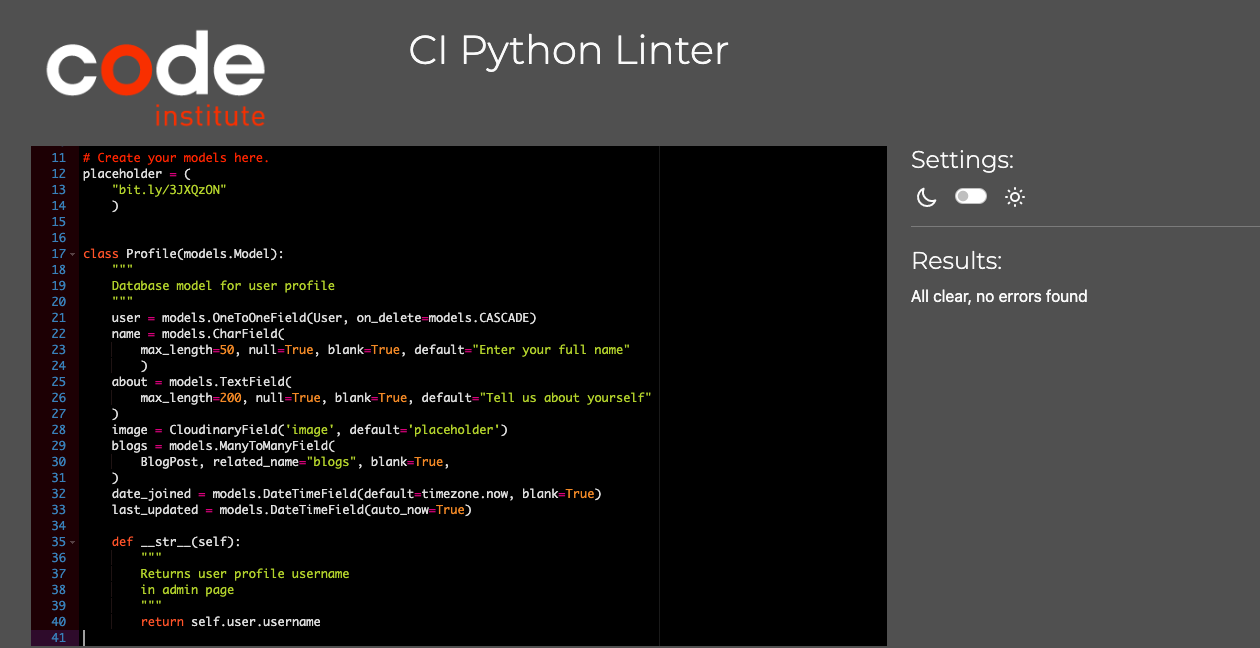 code
institute
CI Python Linter
11 # Create your models here.
12 placeholder = (
13     "bit.ly/3JXQzON"
14     )
15
16
17 class Profile(models.Model):
18     """
19     Database model for user profile
20     """
21     user = models.OneToOneField(User, on_delete=models.CASCADE)
22     name = models.CharField(
23         max_length=50, null=True, blank=True, default="Enter your full name"
24         )
25     about = models.TextField(
26         max_length=200, null=True, blank=True, default="Tell us about yourself"
27     )
28     image = CloudinaryField('image', default='placeholder')
29     blogs = models.ManyToManyField(
30         BlogPost, related_name="blogs", blank=True,
31     )
32     date_joined = models.DateTimeField(default=timezone.now, blank=True)
33     last_updated = models.DateTimeField(auto_now=True)
34
35     def __str__(self):
36         """
37         Returns user profile username
38         in admin page
39         """
40         return self.user.username
41
Settings:
Results:
All clear, no errors found